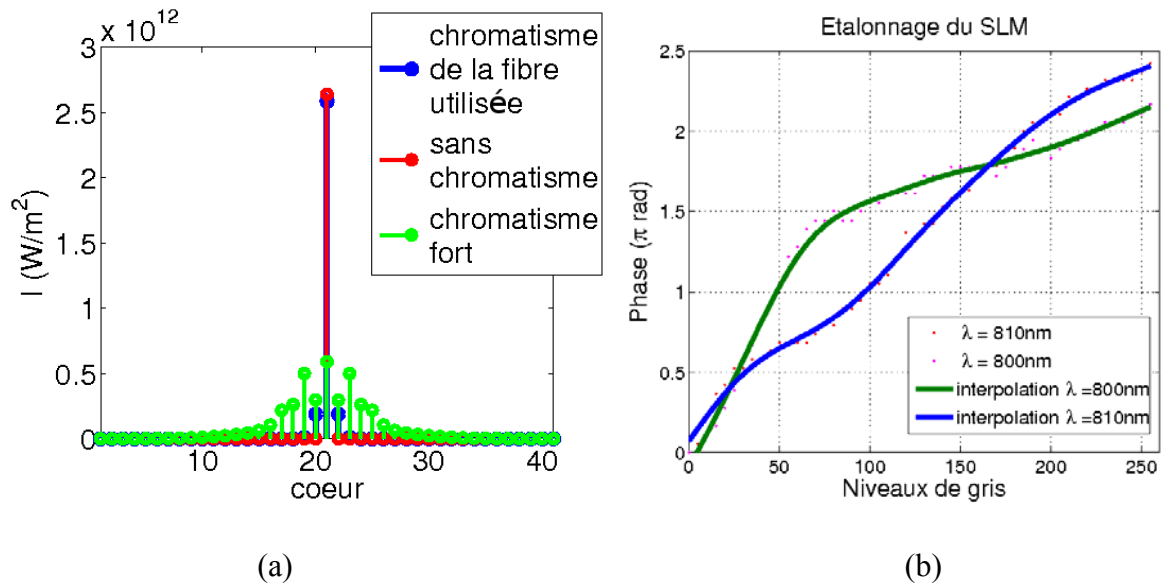 x 10^12
3
2.5
2
1.5
1
0.5
0
I (W/m²)
10 20 30 40
coeur
chromatisme
de la fibre
utilisée
sans
chromatisme
chromatisme
fort
(a)
Etalonnage du SLM
2.5
2
1.5
1
0.5
0
Phase (π rad)
0 50 100 150 200 250
Niveaux de gris
λ = 810nm
λ = 800nm
interpolation λ=800nm
interpolation λ =810nm
(b)